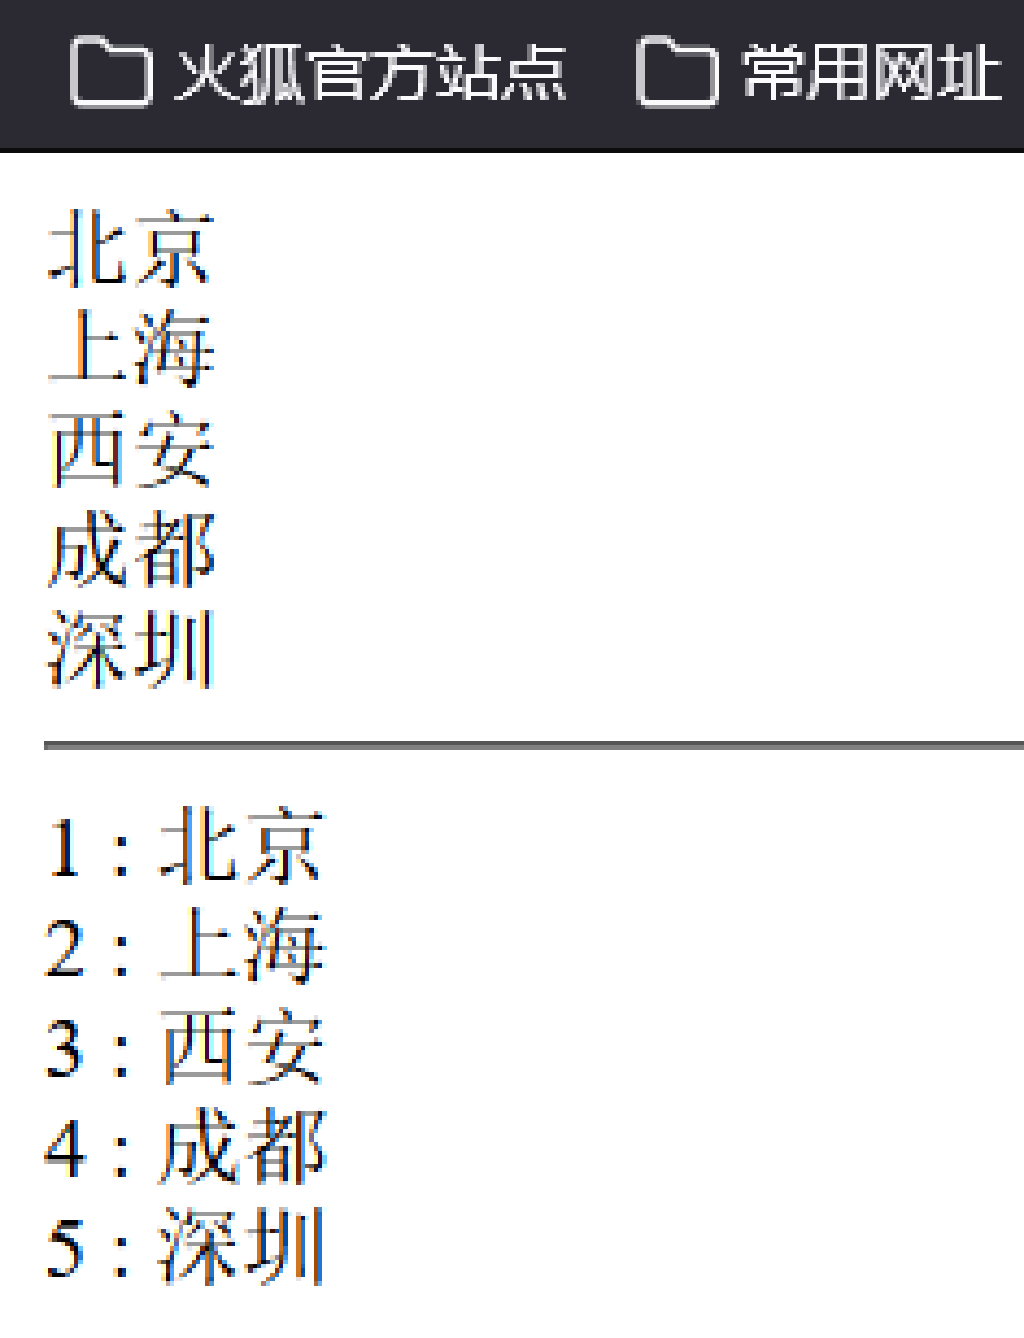 火狐官方站点 常用网址
北京
上海
西安
成都
深圳
1 : 北京
2 : 上海
3 : 西安
4 : 成都
5 : 深圳